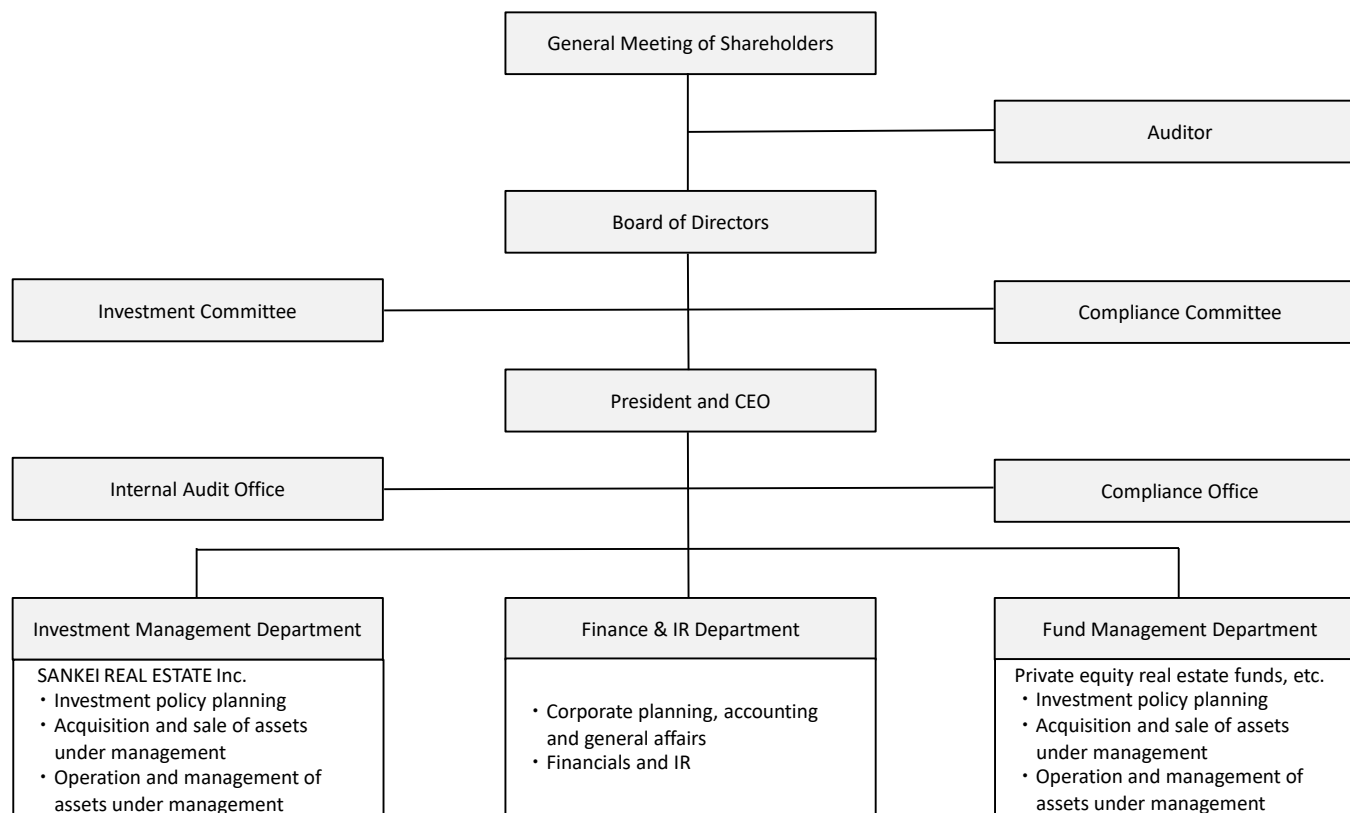 General Meeting of Shareholders
Auditor
Board of Directors
Investment Committee
Compliance Committee
President and CEO
Internal Audit Office
Compliance Office
Investment Management Department
SANKEI REAL ESTATE Inc.
・Investment policy planning
・Acquisition and sale of assets
under management
・Operation and management of
assets under management
Finance & IR Department
・Corporate planning, accounting
and general affairs
・Financials and IR
Fund Management Department
Private equity real estate funds, etc.
・Investment policy planning
・Acquisition and sale of assets
under management
・Operation and management of
assets under management